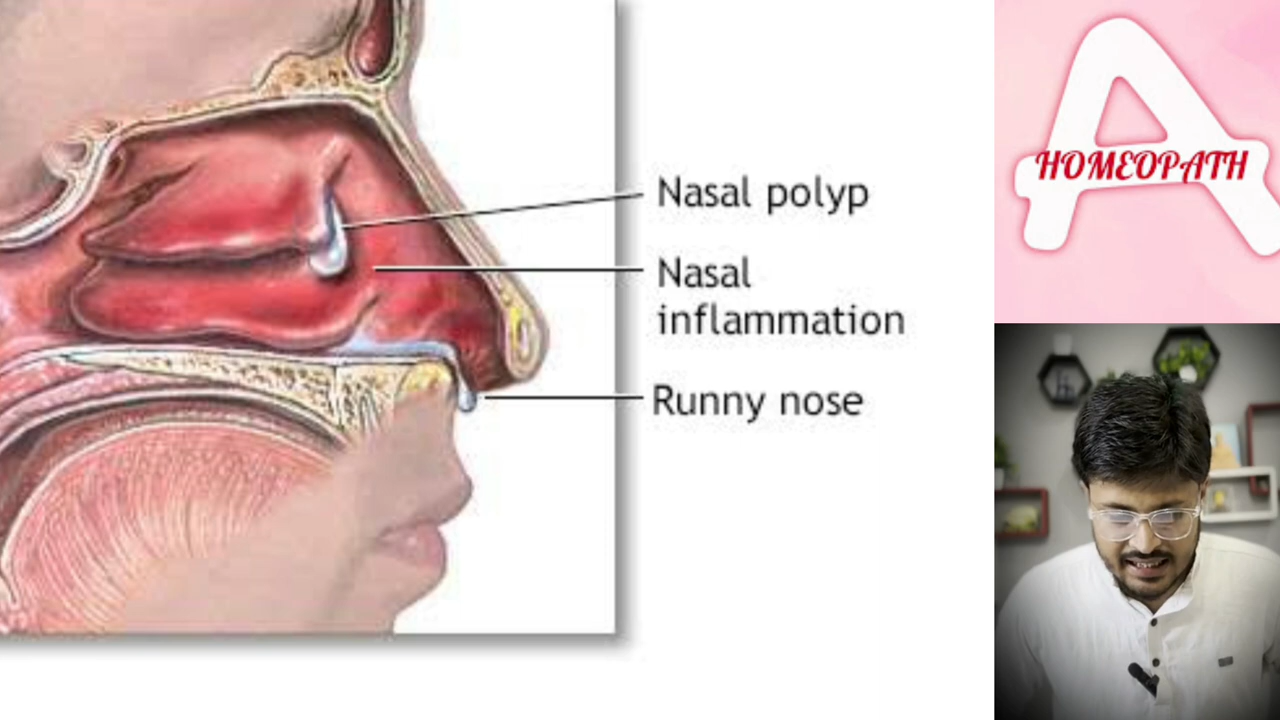 Nasal polyp
Nasal
inflammation
Runny nose
A
HOMEOPATH